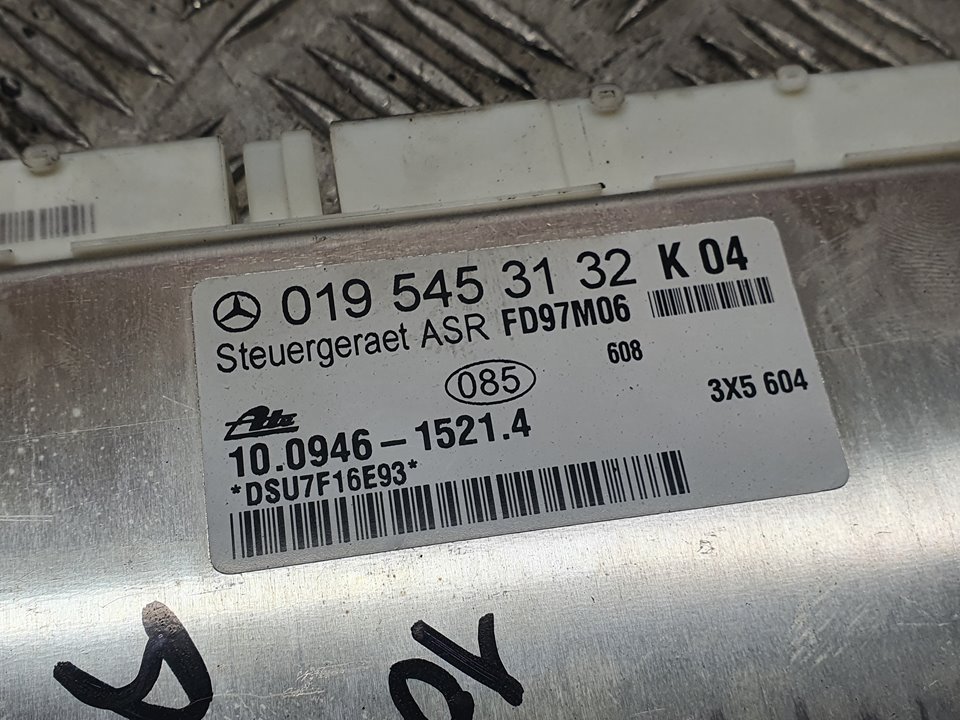 019 545 31 32 K 04
Steuergeraet ASR FD97M06
085 608
3X5 604
Ate
10.0946-1521.4
*DSU7F16E93*